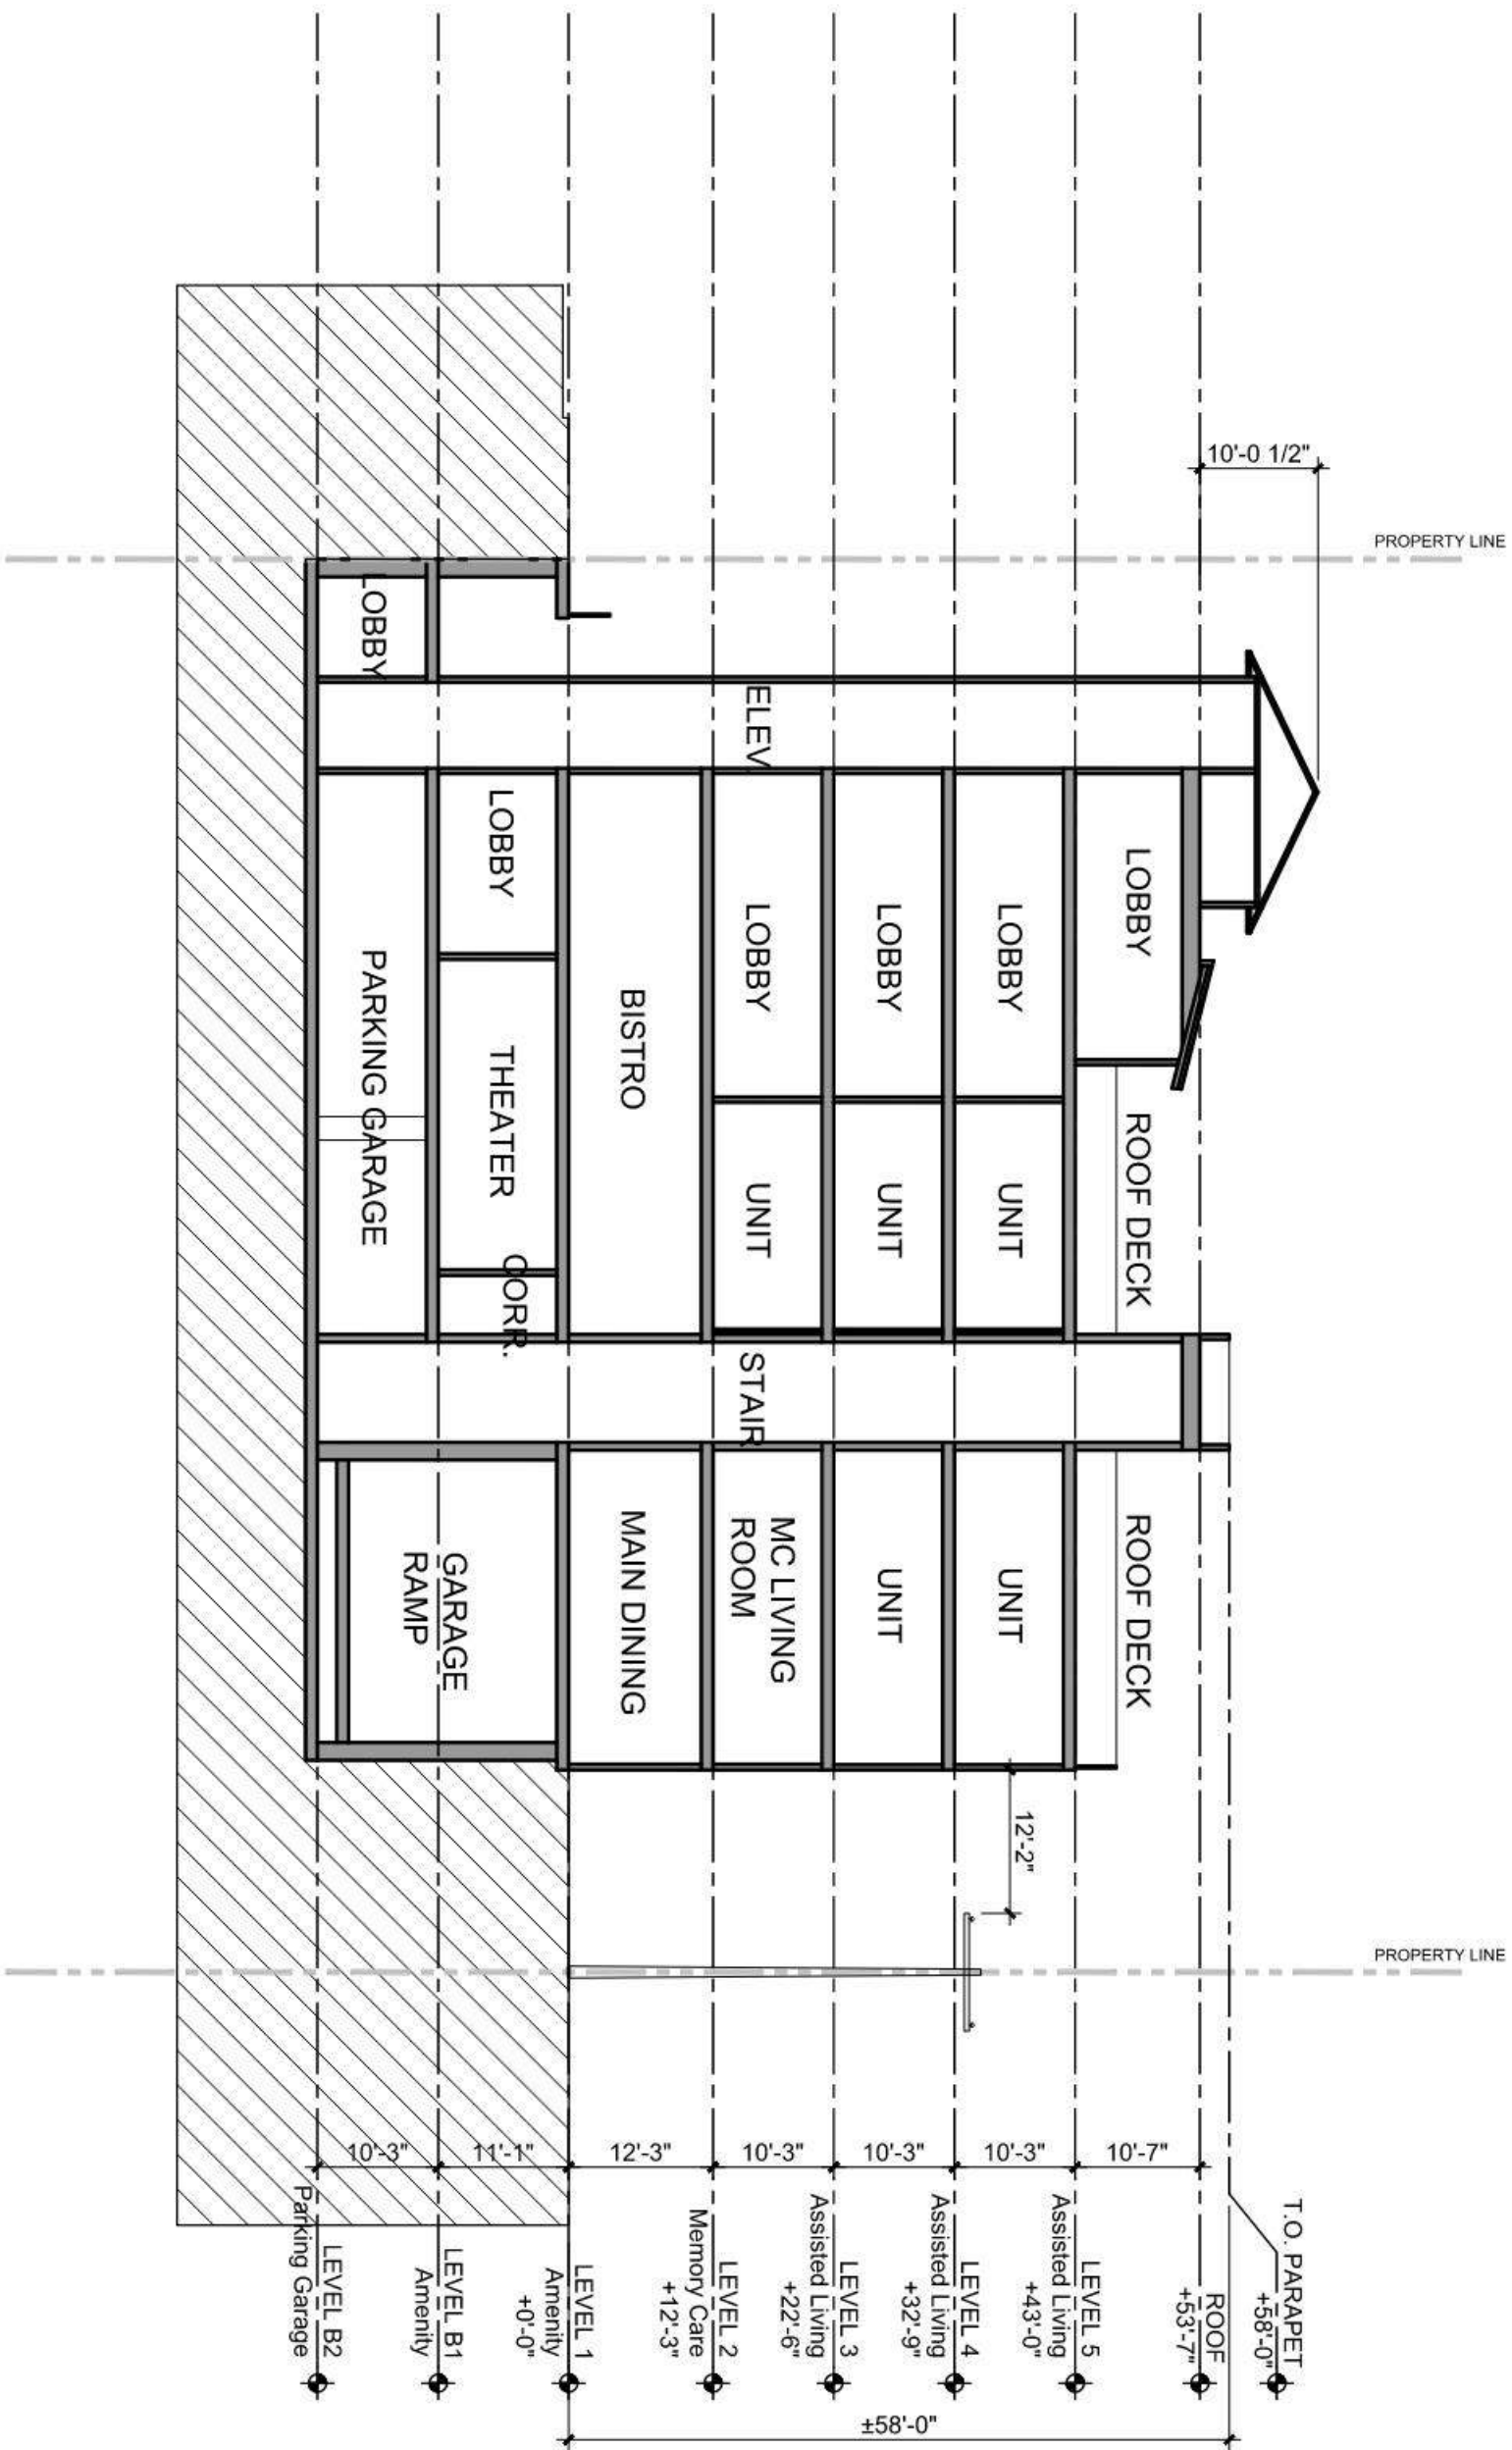 10'-0 1/2"
PROPERTY LINE
T.O. PARAPET
+58'-0"
ROOF
+53'-7"
LEVEL 5
Assisted Living
+43'-0"
LEVEL 4
Assisted Living
+32'-9"
LEVEL 3
Assisted Living
+22'-6"
LEVEL 2
Memory Care
+12'-3"
LEVEL 1
Amenity
+0'-0"
LEVEL B1
Amenity
LEVEL B2
Parking Garage
10'-7"
10'-3"
10'-3"
10'-3"
12'-3"
11'-1"
10'-3"
±58'-0"
PROPERTY LINE
12'-2"
LOBBY
ROOF DECK
ROOF DECK
LOBBY
UNIT
UNIT
LOBBY
UNIT
UNIT
ELEV.
LOBBY
UNIT
STAIR
MC LIVING
ROOM
BISTRO
MAIN DINING
LOBBY
THEATER
CORR.
GARAGE
RAMP
LOBBY
PARKING GARAGE